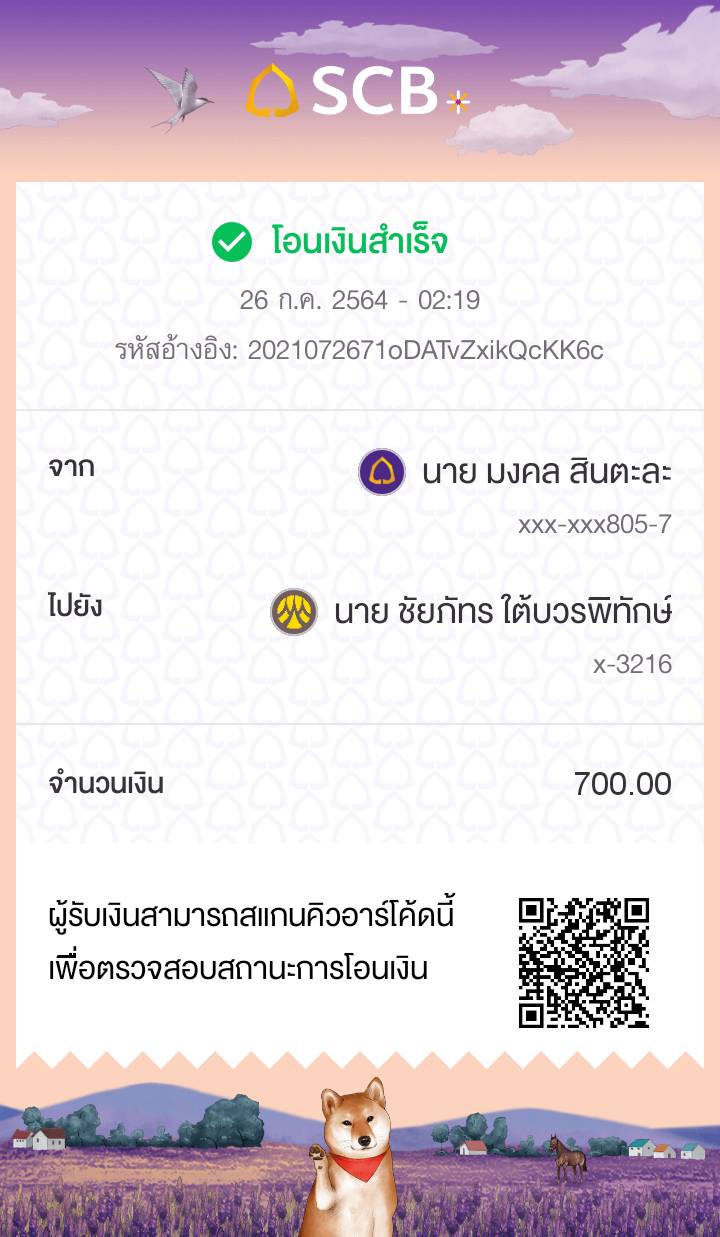 SCB
โอนเงินสำเร็จ
26 ก.ค. 2564 - 02:19
รหัสอ้างอิง: 2021072671oDATvZxikQcKK6c
จาก
นาย มงคล สินตะละ
xxx-xxx805-7
ไปยัง
นาย ชัยภัทร ใต้บวรพิทักษ์
x-3216
จำนวนเงิน 700.00
ผู้รับเงินสามารถสแกนคิวอาร์โค้ดนี้
เพื่อตรวจสอบสถานะการโอนเงิน